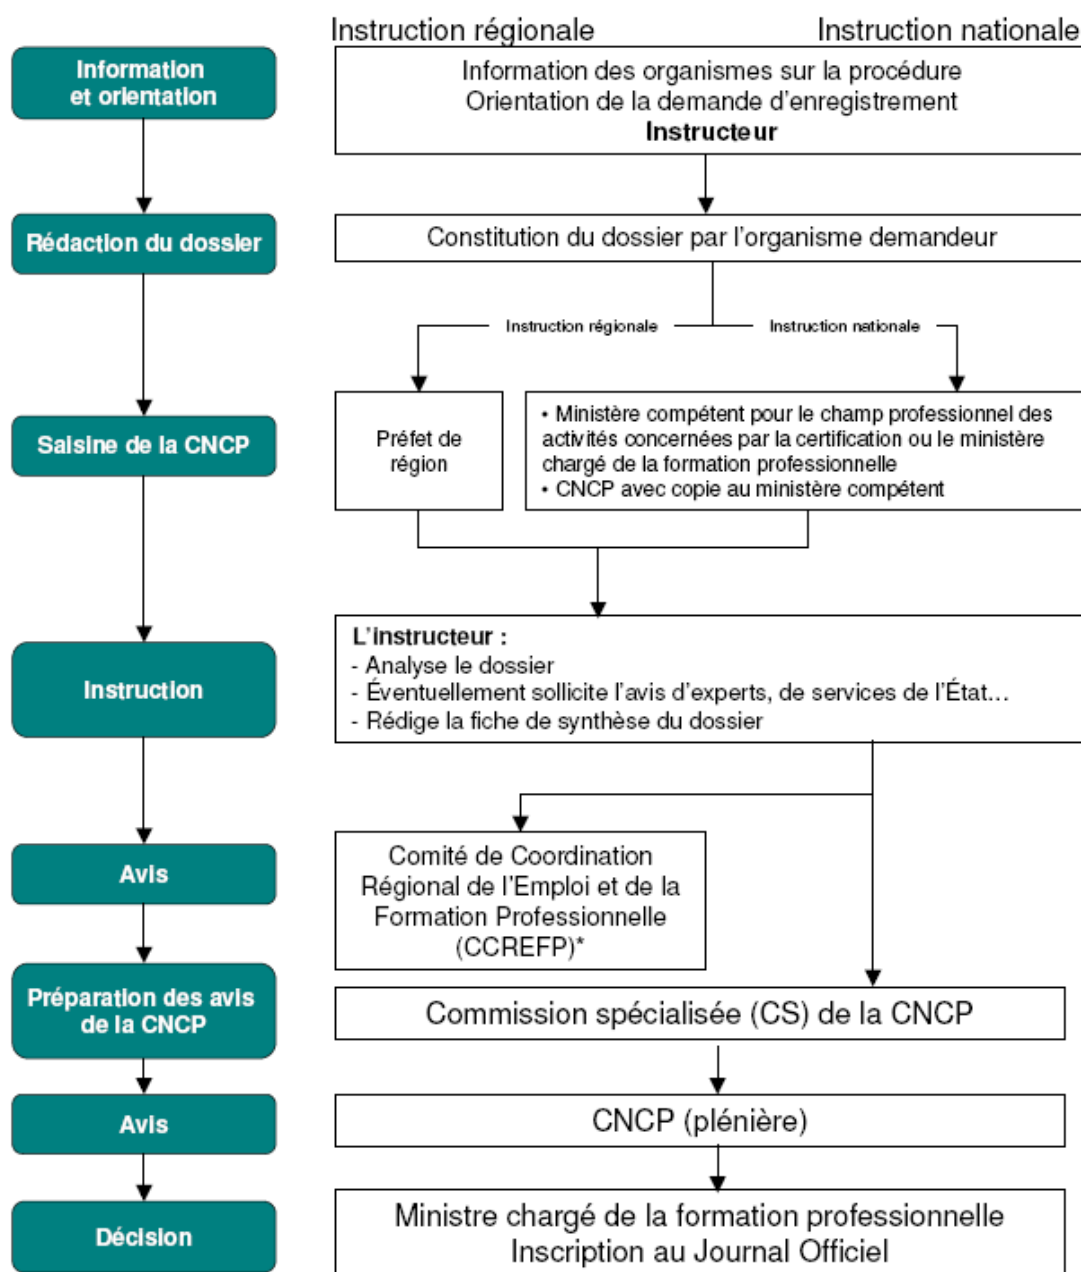 Instruction régionale
Instruction nationale
Information
et orientation
Information des organismes sur la procédure
Orientation de la demande d'enregistrement
Instructeur
Rédaction du dossier
Constitution du dossier par l'organisme demandeur
Instruction régionale
Instruction nationale
Saisine de la CNCP
Préfet de
région
• Ministère compétent pour le champ professionnel des
activités concernées par la certification ou le ministère
chargé de la formation professionnelle
• CNCP avec copie au ministère compétent
Instruction
L'instructeur :
- Analyse le dossier
- Éventuellement sollicite l'avis d'experts, de services de l'État...
- Rédige la fiche de synthèse du dossier
Avis
Comité de Coordination
Régional de l'Emploi et de la
Formation Professionnelle
(CCREFP)*
Préparation des avis
de la CNCP
Commission spécialisée (CS) de la CNCP
Avis
CNCP (plénière)
Décision
Ministre chargé de la formation professionnelle
Inscription au Journal Officiel